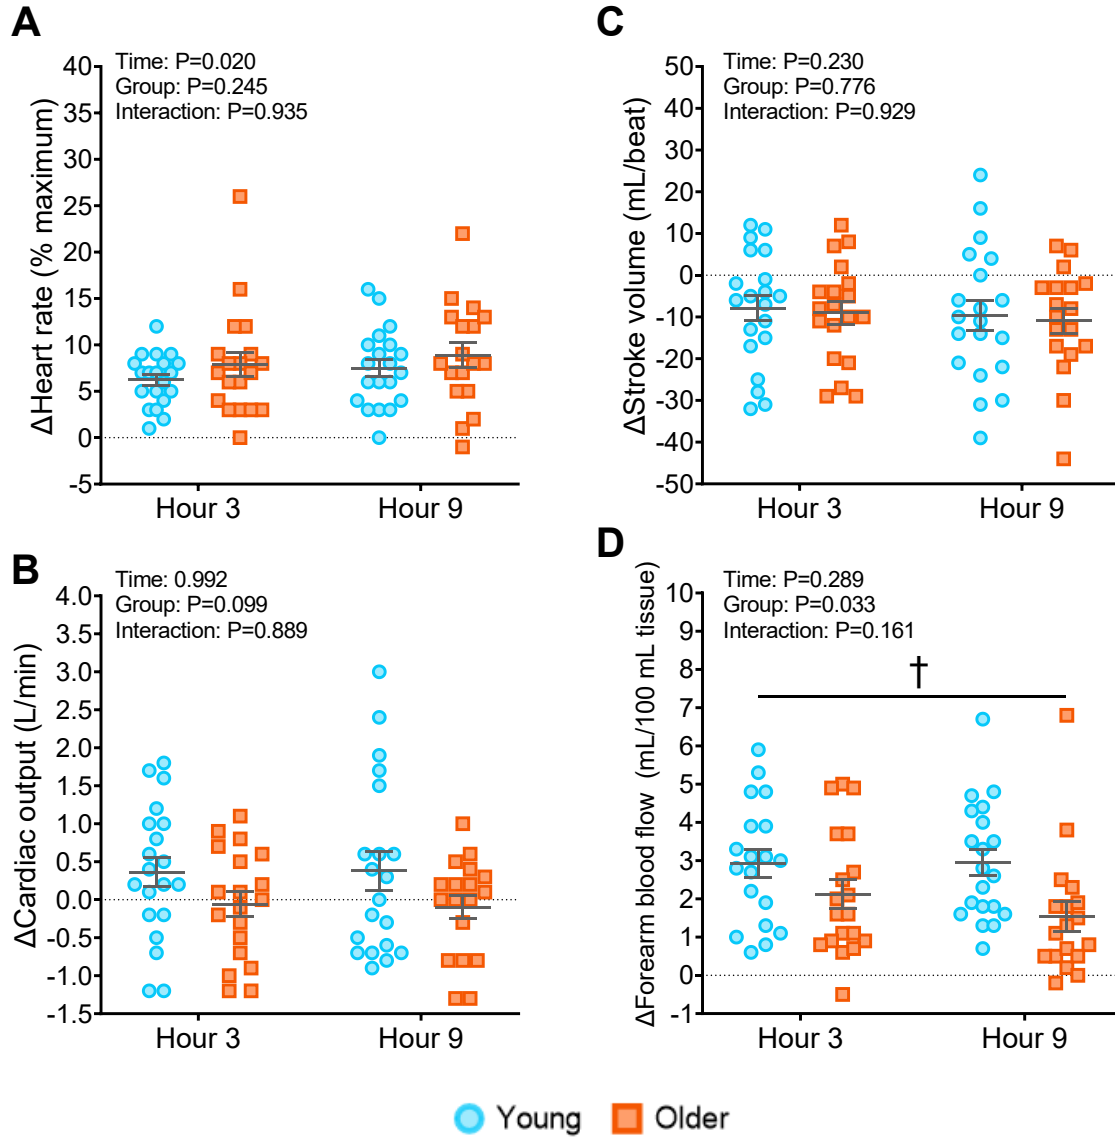 A
Time: P=0.020
Group: P=0.245
Interaction: P=0.935
ΔHeart rate (% maximum)
40
35
30
25
20
15
10
5
0
-5
Hour 3
Hour 9
C
Time: P=0.230
Group: P=0.776
Interaction: P=0.929
ΔStroke volume (mL/beat)
50
40
30
20
10
0
-10
-20
-30
-40
-50
Hour 3
Hour 9
B
Time: 0.992
Group: P=0.099
Interaction: P=0.889
ΔCardiac output (L/min)
4.0
3.5
3.0
2.5
2.0
1.5
1.0
0.5
0.0
-0.5
-1.0
-1.5
Hour 3
Hour 9
D
Time: P=0.289
Group: P=0.033
Interaction: P=0.161
†
ΔForearm blood flow (mL/100 mL tissue)
10
9
8
7
6
5
4
3
2
1
0
-1
Hour 3
Hour 9
Young
Older